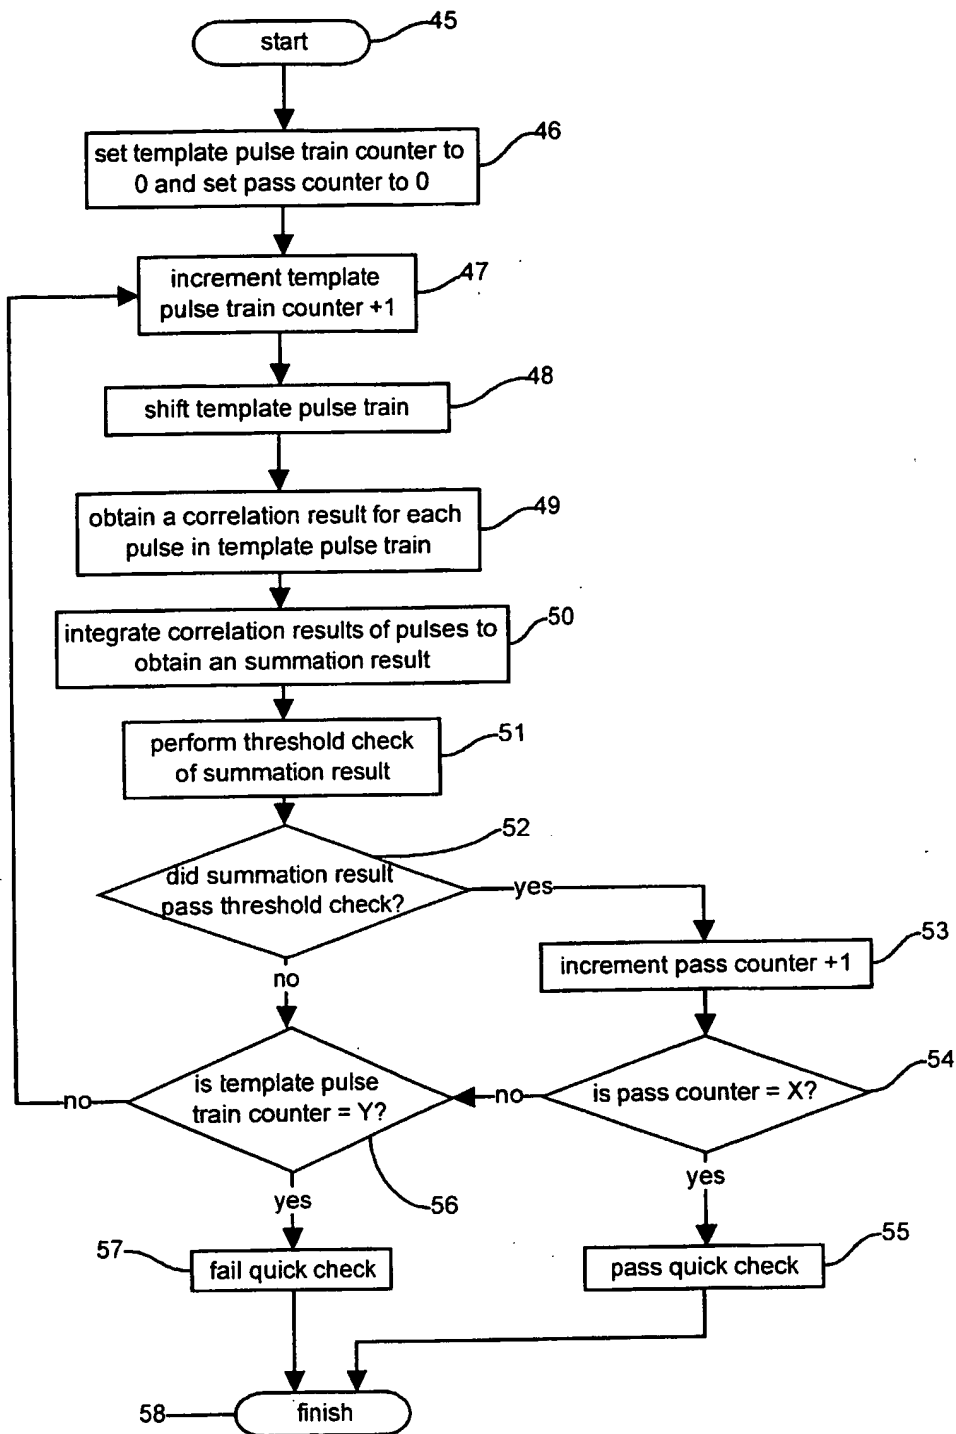 start
45
set template pulse train counter to
0 and set pass counter to 0
46
increment template
pulse train counter +1
47
shift template pulse train
48
obtain a correlation result for each
pulse in template pulse train
49
integrate correlation results of pulses to
obtain an summation result
50
perform threshold check
of summation result
51
did summation result
pass threshold check?
52
yes
no
increment pass counter +1
53
is pass counter = X?
54
no
yes
is template pulse
train counter = Y?
56
no
yes
57
fail quick check
pass quick check
55
58
finish